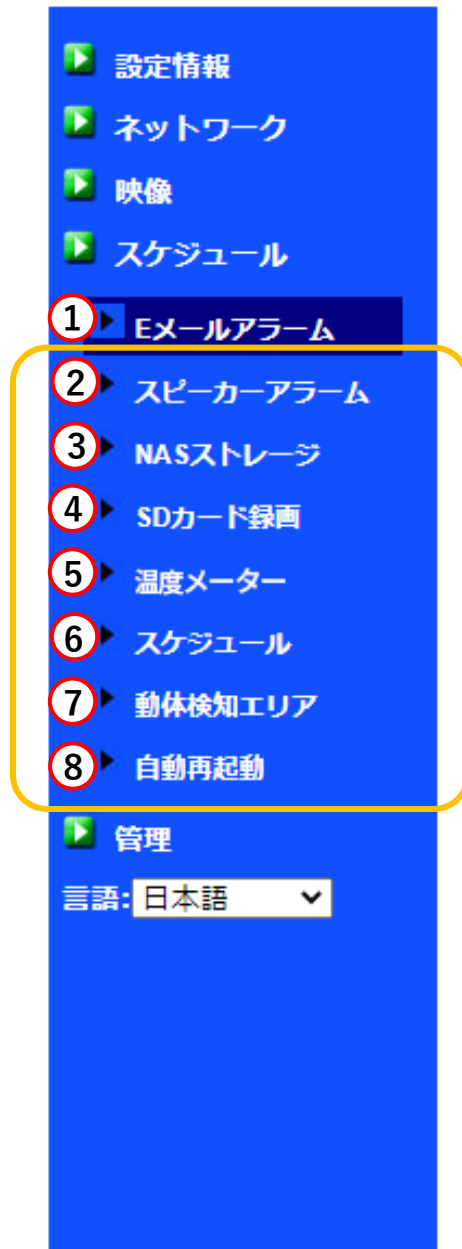 設定情報
ネットワーク
映像
スケジュール
1 Eメールアラーム
2 スピーカーアラーム
3 NASストレージ
4 SDカード録画
5 温度メーター
6 スケジュール
7 動体検知エリア
8 自動再起動
管理
言語: 日本語